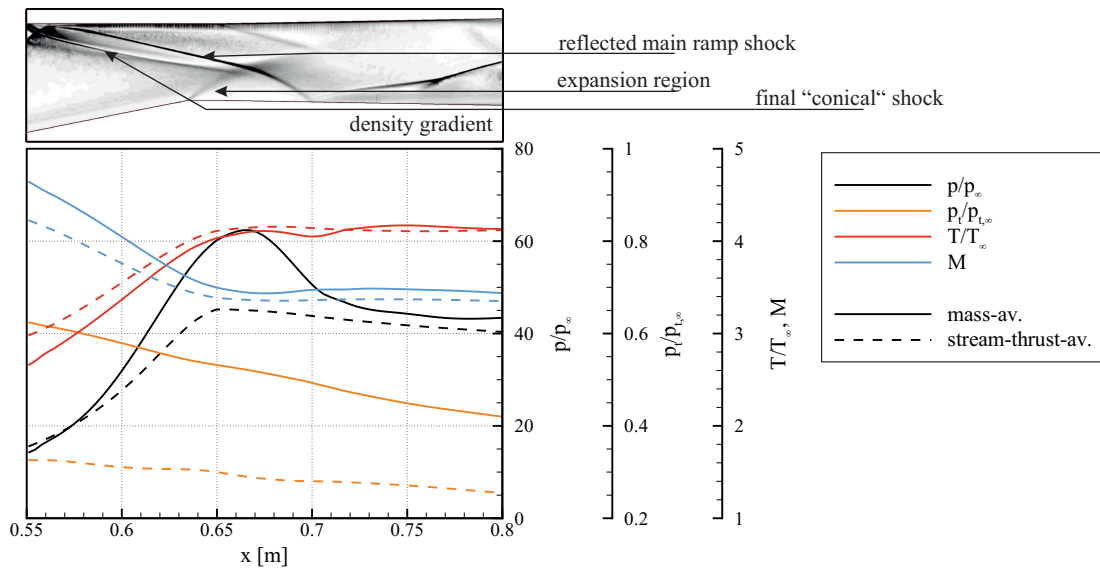 reflected main ramp shock
expansion region
final “conical“ shock
density gradient
80
60
40
20
0
p/p∞
1
0.8
0.6
0.4
0.2
pt/pt,∞
5
4
3
2
1
T/T∞, M
0.55
0.6
0.65
0.7
0.75
0.8
x [m]
p/p∞
pt/pt,∞
T/T∞
M
mass-av.
stream-thrust-av.